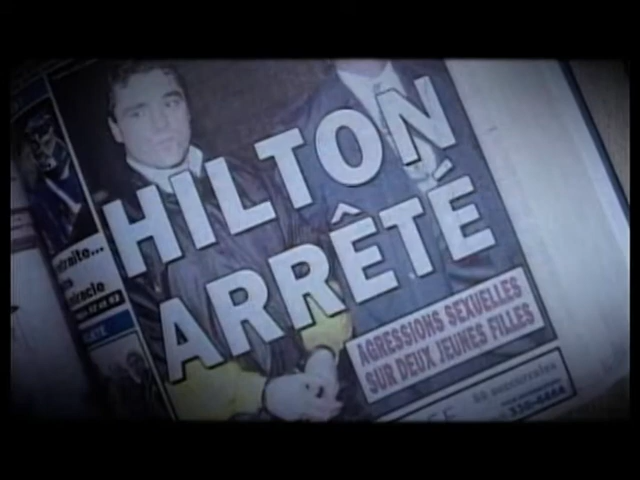 HILTON
ARRÊTÉ
AGRESSIONS SEXUELLES
SUR DEUX JEUNES FILLES